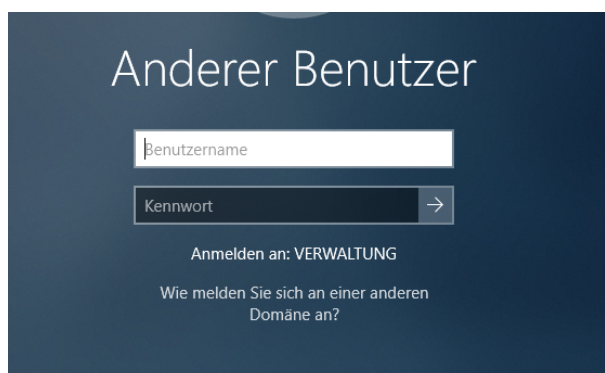 Anderer Benutzer
Benutzername
Kennwort
Anmelden an: VERWALTUNG
Wie melden Sie sich an einer anderen
Domäne an?